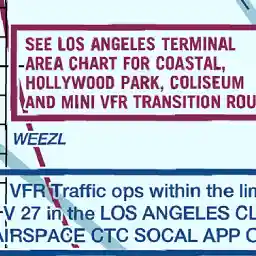 SEE LOS ANGELES TERMINAL
AREA CHART FOR COASTAL,
HOLLYWOOD PARK, COLISEUM
AND MINI VFR TRANSITION ROU
WEEZL
VFR Traffic ops within the lim
V 27 in the LOS ANGELES CL
AIRSPACE CTC SOCAL APP